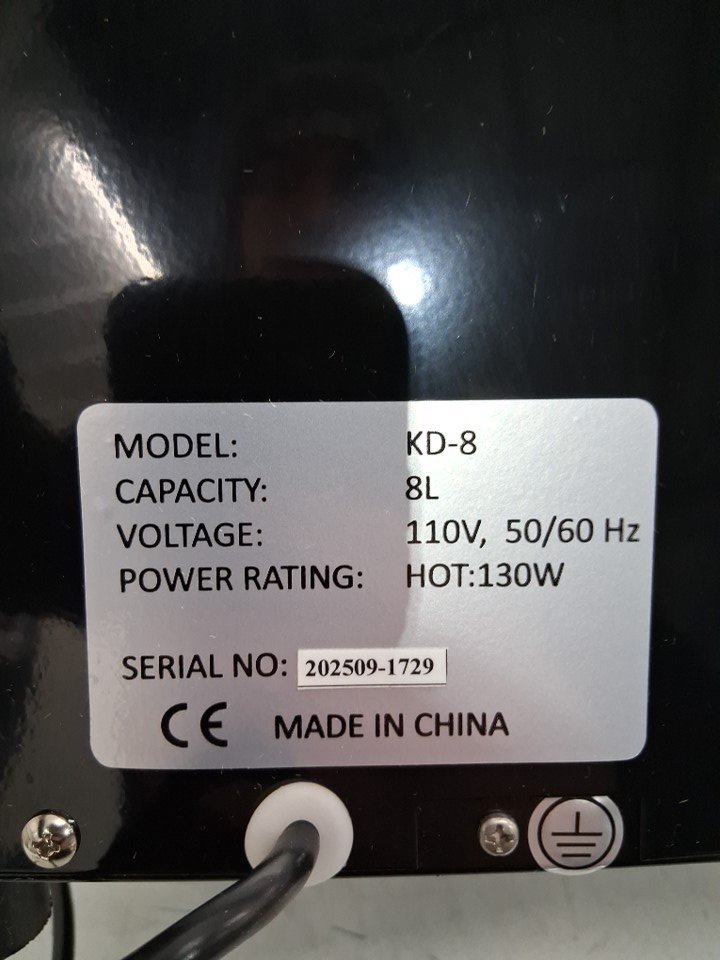 MODEL: KD-8
CAPACITY: 8L
VOLTAGE: 110V, 50/60 Hz
POWER RATING: HOT:130W
SERIAL NO: 202509-1729
CE MADE IN CHINA